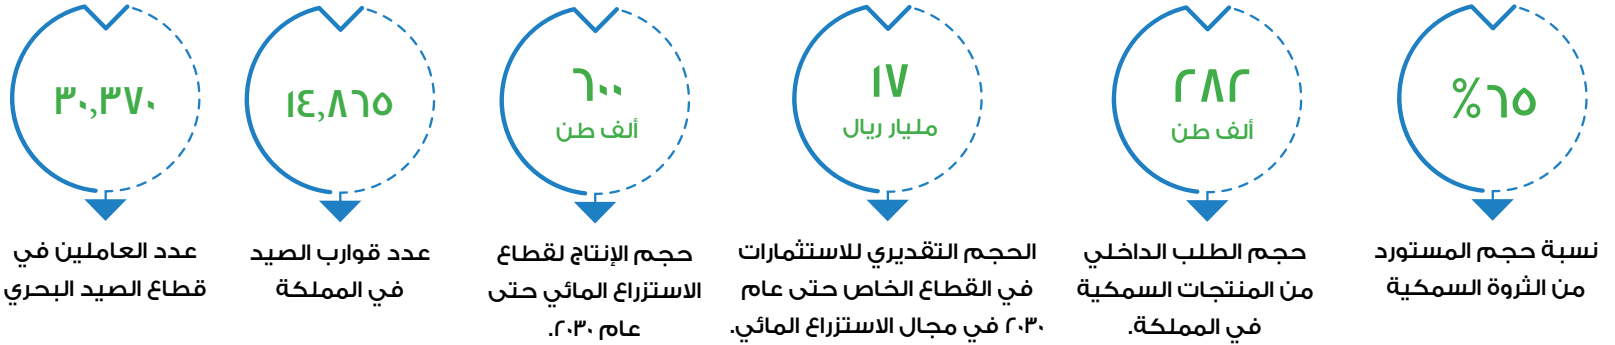 ٦٥%
نسبة حجم المستورد
من الثروة السمكية
٢٨٢
ألف طن
حجم الطلب الداخلي
من المنتجات السمكية
في المملكة.
١٧
مليار ريال
الحجم التقديري للاستثمارات
في القطاع الخاص حتى عام
٢٠٣٠ في مجال الاستزراع المائي.
٦٠٠
ألف طن
حجم الإنتاج لقطاع
الاستزراع المائي حتى
عام ٢٠٣٠.
١٤,٨٦٥
عدد قوارب الصيد
في المملكة
٣٠,٣٧٠
عدد العاملين في
قطاع الصيد البحري